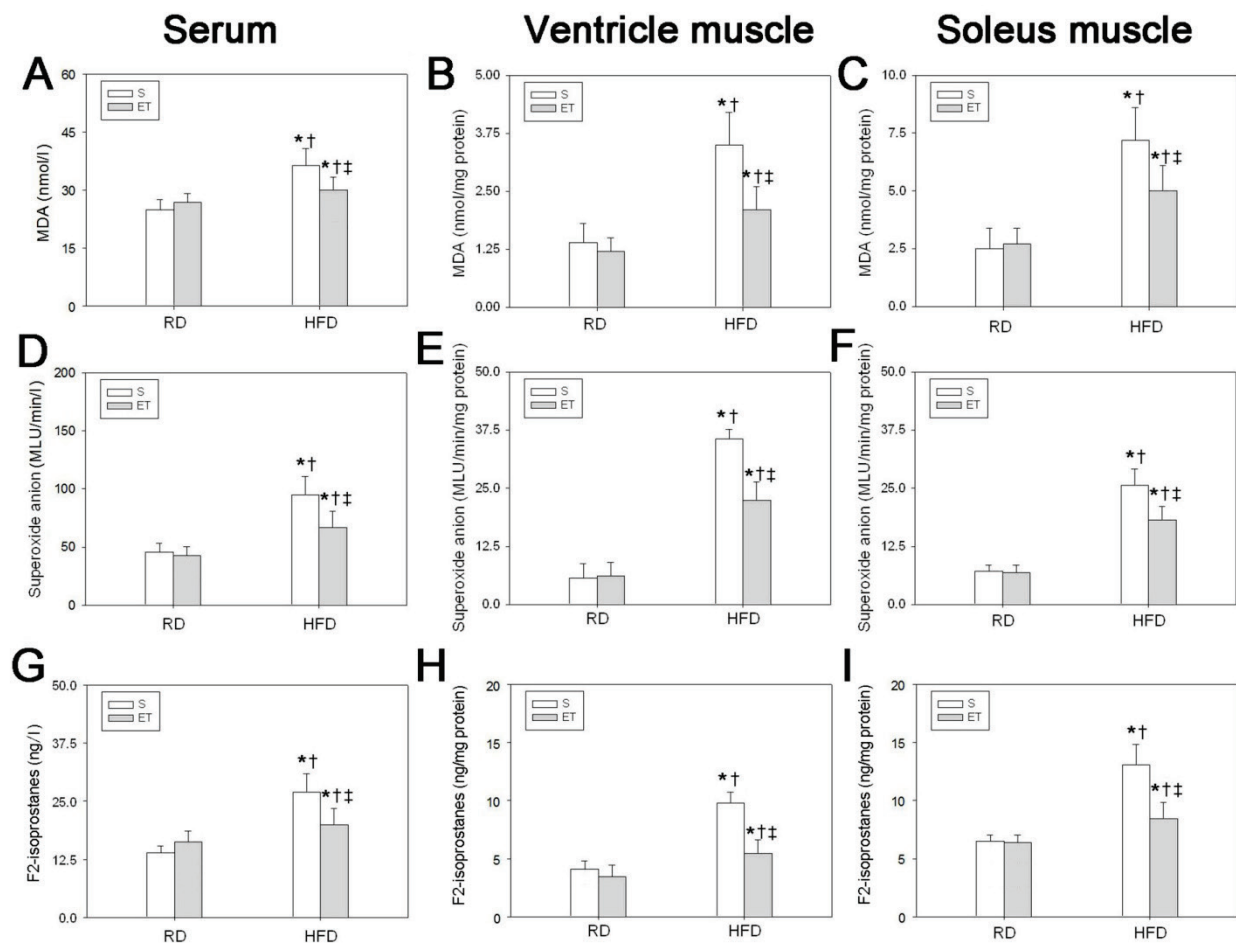 Serum
Ventricle muscle
Soleus muscle
A
MDA (nmol/l)
60
45
30
15
0
S
ET
*†
*†‡
RD
HFD
B
MDA (nmol/mg protein)
5.00
3.75
2.50
1.25
0.00
S
ET
*†
*†‡
RD
HFD
C
MDA (nmol/mg protein)
10.0
7.5
5.0
2.5
0.0
S
ET
*†
*†‡
RD
HFD
D
Superoxide anion (MLU/min/l)
200
150
100
50
0
S
ET
*†
*†‡
RD
HFD
E
Superoxide anion (MLU/min/mg protein)
50.0
37.5
25.0
12.5
0.0
S
ET
*†
*†‡
RD
HFD
F
Superoxide anion (MLU/min/mg protein)
50.0
37.5
25.0
12.5
0.0
S
ET
*†
*†‡
RD
HFD
G
F2-isoprostanes (ng/l)
50.0
37.5
25.0
12.5
0.0
S
ET
*†
*†‡
RD
HFD
H
F2-isoprostanes (ng/mg protein)
20
15
10
5
0
S
ET
*†
*†‡
RD
HFD
I
F2-isoprostanes (ng/mg protein)
20
15
10
5
0
S
ET
*†
*†‡
RD
HFD